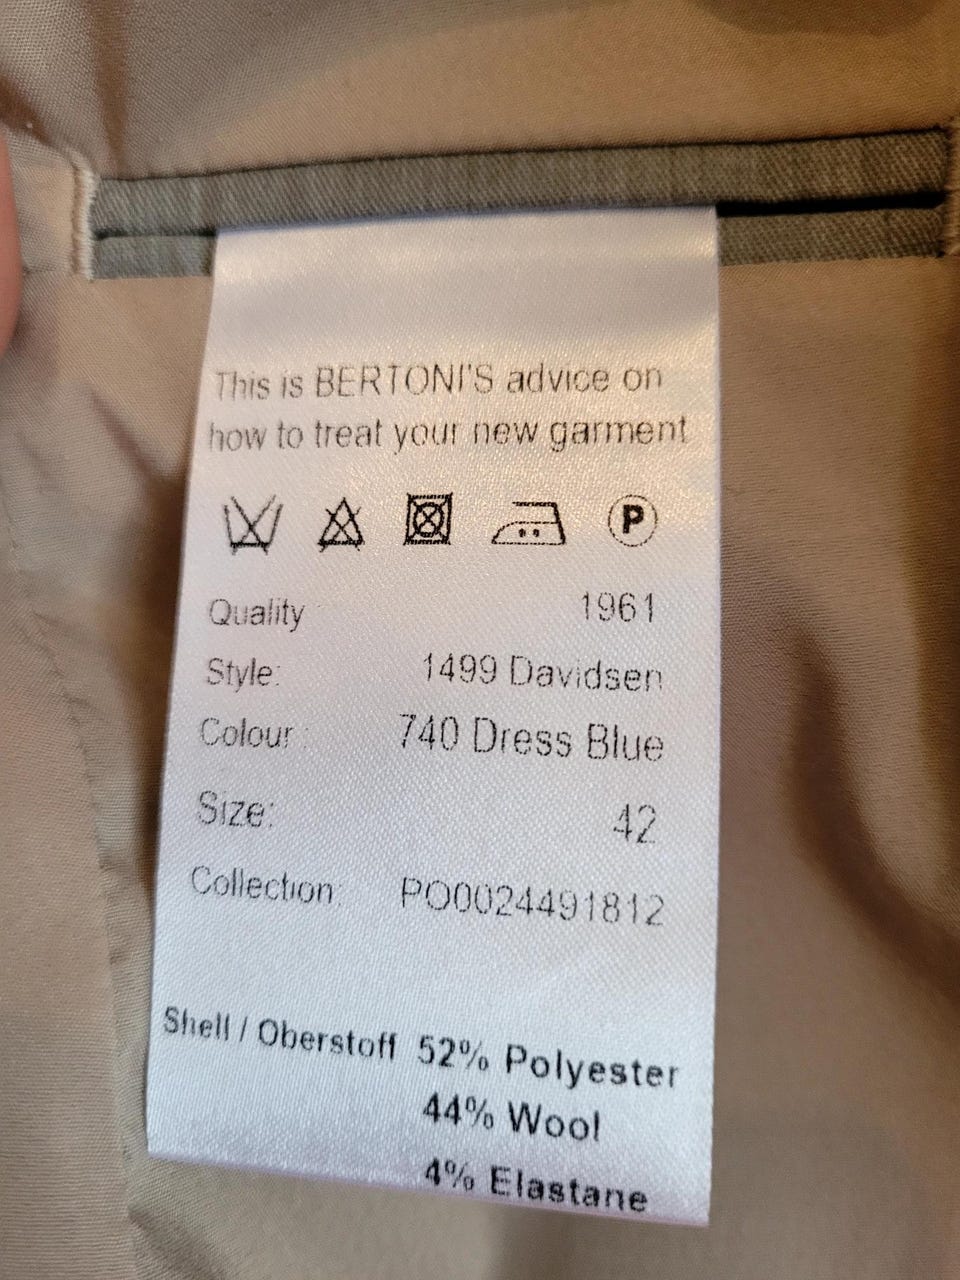 This is BERTONI'S advice on
how to treat your new garment
P
Quality 1961
Style: 1499 Davidsen
Colour: 740 Dress Blue
Size: 42
Collection: PO0024491812
Shell / Oberstoff 52% Polyester
44% Wool
4% Elastane